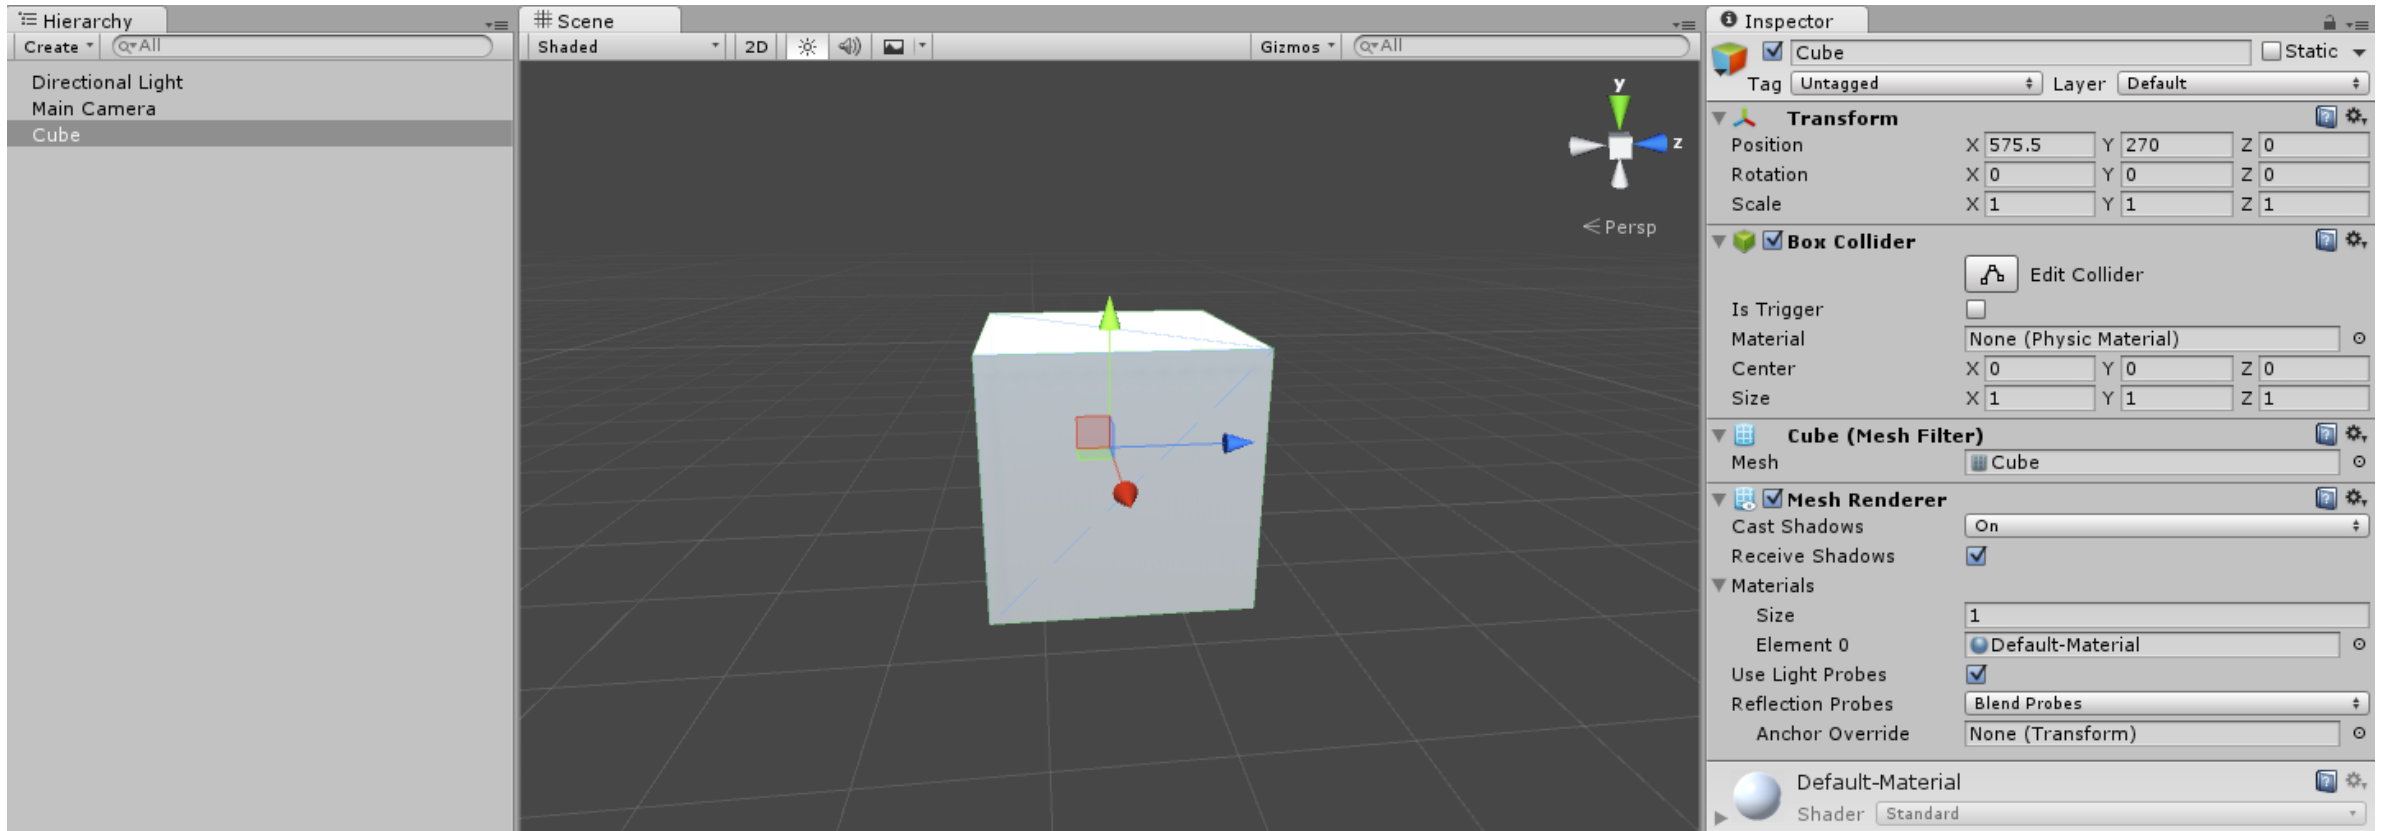 Hierarchy
Create
All
Directional Light
Main Camera
Cube
Scene
Shaded
2D
Gizmos
All
y
z
Persp
Inspector
Cube
Static
Tag Untagged Layer Default
Transform
Position X 575.5 Y 270 Z 0
Rotation X 0 Y 0 Z 0
Scale X 1 Y 1 Z 1
Box Collider
Edit Collider
Is Trigger
Material None (Physic Material)
Center X 0 Y 0 Z 0
Size X 1 Y 1 Z 1
Cube (Mesh Filter)
Mesh Cube
Mesh Renderer
Cast Shadows On
Receive Shadows
Materials
Size 1
Element 0 Default-Material
Use Light Probes
Reflection Probes Blend Probes
Anchor Override None (Transform)
Default-Material
Shader Standard